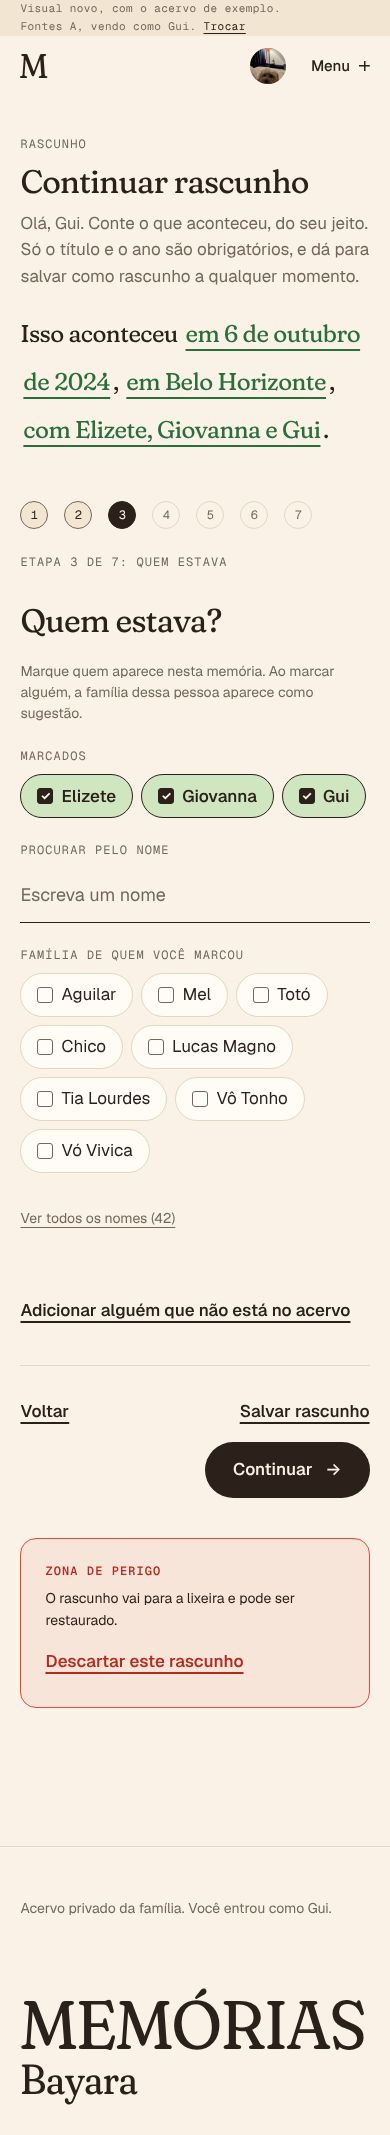 Visual novo, com o acervo de exemplo.
Fontes A, vendo como Gui. Trocar
M
Menu +
RASCUNHO
Continuar rascunho
Olá, Gui. Conte o que aconteceu, do seu jeito.
Só o título e o ano são obrigatórios, e dá para
salvar como rascunho a qualquer momento.
Isso aconteceu em 6 de outubro
de 2024, em Belo Horizonte,
com Elizete, Giovanna e Gui.
1 2 3 4 5 6 7
ETAPA 3 DE 7: QUEM ESTAVA
Quem estava?
Marque quem aparece nesta memória. Ao marcar
alguém, a família dessa pessoa aparece como
sugestão.
MARCADOS
Elizete Giovanna Gui
PROCURAR PELO NOME
Escreva um nome
FAMÍLIA DE QUEM VOCÊ MARCOU
Aguilar Mel Totó
Chico Lucas Magno
Tia Lourdes Vô Tonho
Vó Vivica
Ver todos os nomes (42)
Adicionar alguém que não está no acervo
Voltar Salvar rascunho
Continuar →
ZONA DE PERIGO
O rascunho vai para a lixeira e pode ser
restaurado.
Descartar este rascunho
Acervo privado da família. Você entrou como Gui.
MEMÓRIAS
Bayara